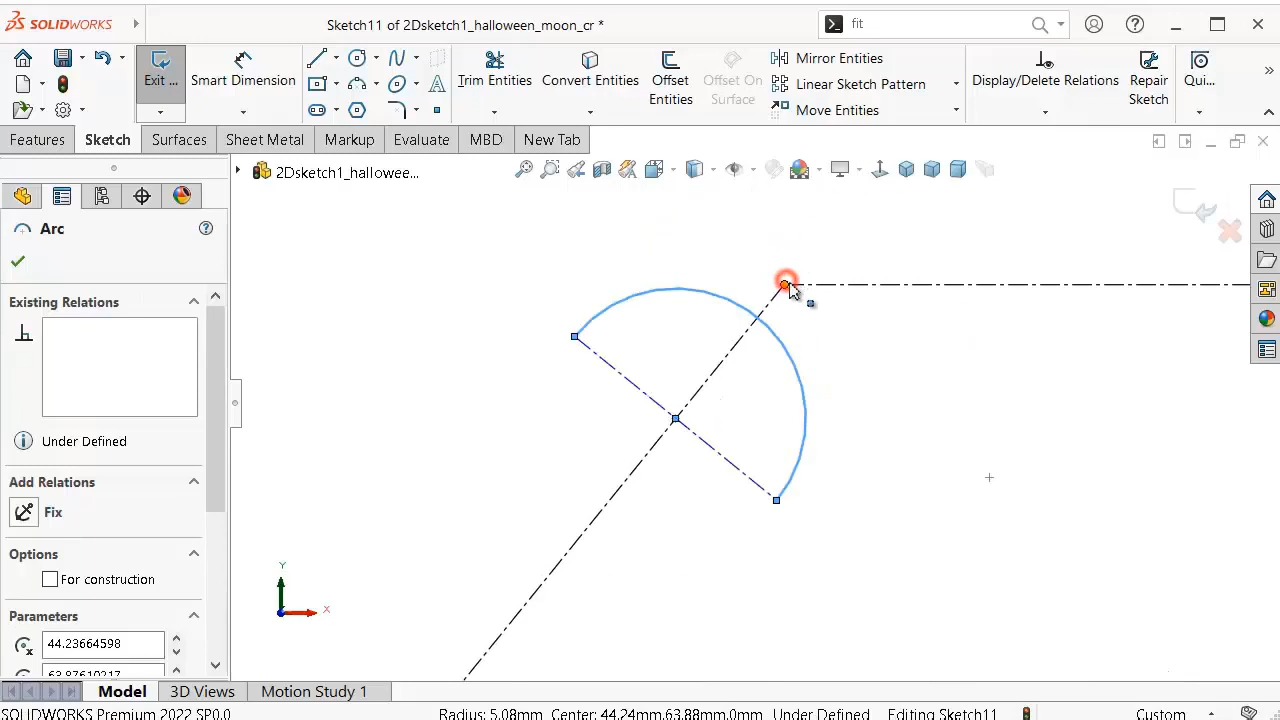 SOLIDWORKS
Sketch11 of 2Dsketch1_halloween_moon_cr *
fit
Exit ...
Smart Dimension
Trim Entities
Convert Entities
Offset Entities
Offset On Surface
Mirror Entities
Linear Sketch Pattern
Move Entities
Display/Delete Relations
Repair Sketch
Qui...
Features
Sketch
Surfaces
Sheet Metal
Markup
Evaluate
MBD
New Tab
2Dsketch1_hallowee...
Arc
Existing Relations
Under Defined
Add Relations
Fix
Options
For construction
Parameters
44.23664598
63.87610217
Y
X
Model
3D Views
Motion Study 1
SOLIDWORKS Premium 2022 SP0.0
Radius: 5.08mm Center: 44.24mm,63.88mm,0mm
Under Defined
Editing Sketch11
Custom